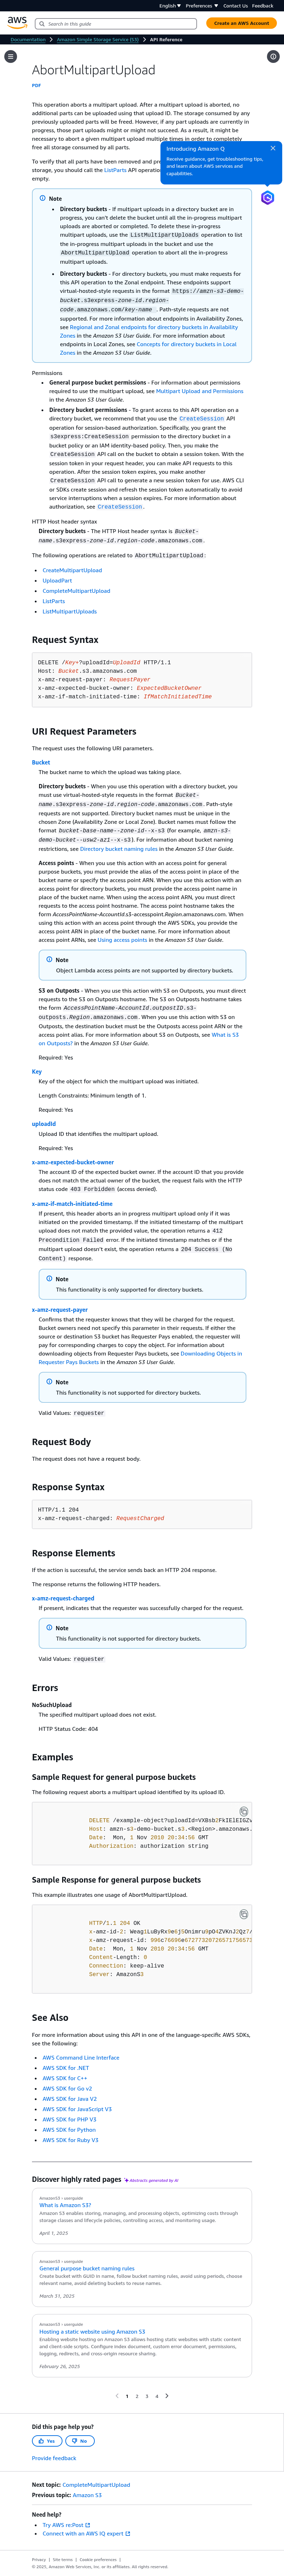 English Preferences Contact Us Feedback
aws
Search in this guide
Create an AWS Account
Documentation > Amazon Simple Storage Service (S3) > API Reference
AbortMultipartUpload
PDF
This operation aborts a multipart upload. After a multipart upload is aborted, no
additional parts can be uploaded using that upload ID. The storage consumed by any
previously uploaded parts will be freed. However, if any part uploads are currently in
progress, those part uploads might or might not succeed. As a result, it might be
necessary to abort a given multipart upload multiple times in order to completely
To verify that all parts have been removed and
storage, you should call the ListParts API operatio
empty.
Introducing Amazon Q
Receive guidance, get troubleshooting tips,
and learn about AWS services and
capabilities.
Note
Directory buckets - If multipart uploads in a directory bucket are in
progress, you can't delete the bucket until all the in-progress multipart
uploads are aborted or completed. To delete these in-progress
multipart uploads, use the ListMultipartUploads operation to list
the in-progress multipart uploads in the bucket and use the
AbortMultipartUpload operation to abort all the in-progress
multipart uploads.
Directory buckets - For directory buckets, you must make requests for
this API operation to the Zonal endpoint. These endpoints support
virtual-hosted-style requests in the format https://amzn-s3-demo-
bucket.s3express-zone-id.region-
code.amazonaws.com/key-name . Path-style requests are not
supported. For more information about endpoints in Availability Zones,
see Regional and Zonal endpoints for directory buckets in Availability
Zones in the Amazon S3 User Guide. For more information about
endpoints in Local Zones, see Concepts for directory buckets in Local
Zones in the Amazon S3 User Guide.
Permissions
General purpose bucket permissions - For information about permissions
required to use the multipart upload, see Multipart Upload and Permissions
in the Amazon S3 User Guide.
Directory bucket permissions - To grant access to this API operation on a
directory bucket, we recommend that you use the CreateSession API
operation for session-based authorization. Specifically, you grant the
s3express:CreateSession permission to the directory bucket in a
bucket policy or an IAM identity-based policy. Then, you make the
CreateSession API call on the bucket to obtain a session token. With the
session token in your request header, you can make API requests to this
operation. After the session token expires, you make another
CreateSession API call to generate a new session token for use. AWS CLI
or SDKs create session and refresh the session token automatically to avoid
service interruptions when a session expires. For more information about
authorization, see CreateSession.
HTTP Host header syntax
Directory buckets - The HTTP Host header syntax is Bucket-
name.s3express-zone-id.region-code.amazonaws.com.
The following operations are related to AbortMultipartUpload:
CreateMultipartUpload
UploadPart
CompleteMultipartUpload
ListParts
ListMultipartUploads
Request Syntax
DELETE /Key+?uploadId=UploadId HTTP/1.1
Host: Bucket.s3.amazonaws.com
x-amz-request-payer: RequestPayer
x-amz-expected-bucket-owner: ExpectedBucketOwner
x-amz-if-match-initiated-time: IfMatchInitiatedTime
URI Request Parameters
The request uses the following URI parameters.
Bucket
The bucket name to which the upload was taking place.
Directory buckets - When you use this operation with a directory bucket, you
must use virtual-hosted-style requests in the format Bucket-
name.s3express-zone-id.region-code.amazonaws.com. Path-style
requests are not supported. Directory bucket names must be unique in the
chosen Zone (Availability Zone or Local Zone). Bucket names must follow the
format bucket-base-name--zone-id--x-s3 (for example, amzn-s3-
demo-bucket--usw2-az1--x-s3). For information about bucket naming
restrictions, see Directory bucket naming rules in the Amazon S3 User Guide.
Access points - When you use this action with an access point for general
purpose buckets, you must provide the alias of the access point in place of the
bucket name or specify the access point ARN. When you use this action with an
access point for directory buckets, you must provide the access point name in
place of the bucket name. When using the access point ARN, you must direct
requests to the access point hostname. The access point hostname takes the
form AccessPointName-AccountId.s3-accesspoint.Region.amazonaws.com. When
using this action with an access point through the AWS SDKs, you provide the
access point ARN in place of the bucket name. For more information about
access point ARNs, see Using access points in the Amazon S3 User Guide.
Note
Object Lambda access points are not supported by directory buckets.
S3 on Outposts - When you use this action with S3 on Outposts, you must direct
requests to the S3 on Outposts hostname. The S3 on Outposts hostname takes
the form AccessPointName-AccountId.outpostID.s3-
outposts.Region.amazonaws.com. When you use this action with S3 on
Outposts, the destination bucket must be the Outposts access point ARN or the
access point alias. For more information about S3 on Outposts, see What is S3
on Outposts? in the Amazon S3 User Guide.
Required: Yes
Key
Key of the object for which the multipart upload was initiated.
Length Constraints: Minimum length of 1.
Required: Yes
uploadId
Upload ID that identifies the multipart upload.
Required: Yes
x-amz-expected-bucket-owner
The account ID of the expected bucket owner. If the account ID that you provide
does not match the actual owner of the bucket, the request fails with the HTTP
status code 403 Forbidden (access denied).
x-amz-if-match-initiated-time
If present, this header aborts an in progress multipart upload only if it was
initiated on the provided timestamp. If the initiated timestamp of the multipart
upload does not match the provided value, the operation returns a 412
Precondition Failed error. If the initiated timestamp matches or if the
multipart upload doesn't exist, the operation returns a 204 Success (No
Content) response.
Note
This functionality is only supported for directory buckets.
x-amz-request-payer
Confirms that the requester knows that they will be charged for the request.
Bucket owners need not specify this parameter in their requests. If either the
source or destination S3 bucket has Requester Pays enabled, the requester will
pay for corresponding charges to copy the object. For information about
downloading objects from Requester Pays buckets, see Downloading Objects in
Requester Pays Buckets in the Amazon S3 User Guide.
Note
This functionality is not supported for directory buckets.
Valid Values: requester
Request Body
The request does not have a request body.
Response Syntax
HTTP/1.1 204
x-amz-request-charged: RequestCharged
Response Elements
If the action is successful, the service sends back an HTTP 204 response.
The response returns the following HTTP headers.
x-amz-request-charged
If present, indicates that the requester was successfully charged for the request.
Note
This functionality is not supported for directory buckets.
Valid Values: requester
Errors
NoSuchUpload
The specified multipart upload does not exist.
HTTP Status Code: 404
Examples
Sample Request for general purpose buckets
The following request aborts a multipart upload identified by its upload ID.
DELETE /example-object?uploadId=VXBsb2FkIElEIGZv
Host: amzn-s3-demo-bucket.s3.<Region>.amazonaws.
Date: Mon, 1 Nov 2010 20:34:56 GMT
Authorization: authorization string
Sample Response for general purpose buckets
This example illustrates one usage of AbortMultipartUpload.
HTTP/1.1 204 OK
x-amz-id-2: Weag1LuByRx9e6j5Onimru9pO4ZVKnJ2Qz7/
x-amz-request-id: 996c76696e6727732072657175657
Date: Mon, 1 Nov 2010 20:34:56 GMT
Content-Length: 0
Connection: keep-alive
Server: AmazonS3
See Also
For more information about using this API in one of the language-specific AWS SDKs,
see the following:
AWS Command Line Interface
AWS SDK for .NET
AWS SDK for C++
AWS SDK for Go v2
AWS SDK for Java V2
AWS SDK for JavaScript V3
AWS SDK for PHP V3
AWS SDK for Python
AWS SDK for Ruby V3
Discover highly rated pages Abstracts generated by AI
AmazonS3 › userguide
What is Amazon S3?
Amazon S3 enables storing, managing, and processing objects, optimizing costs through
storage classes and lifecycle policies, controlling access, and monitoring usage.
April 1, 2025
AmazonS3 › userguide
General purpose bucket naming rules
Create bucket with GUID in name, follow bucket naming rules, avoid using periods, choose
relevant name, avoid deleting buckets to reuse names.
March 31, 2025
AmazonS3 › userguide
Hosting a static website using Amazon S3
Enabling website hosting on Amazon S3 allows hosting static websites with static content
and client-side scripts. Configure index document, custom error document, permissions,
logging, redirects, and cross-origin resource sharing.
February 26, 2025
1 2 3 4
Did this page help you?
Yes No
Provide feedback
Next topic: CompleteMultipartUpload
Previous topic: Amazon S3
Need help?
Try AWS re:Post
Connect with an AWS IQ expert
Privacy | Site terms | Cookie preferences |
© 2025, Amazon Web Services, Inc. or its affiliates. All rights reserved.